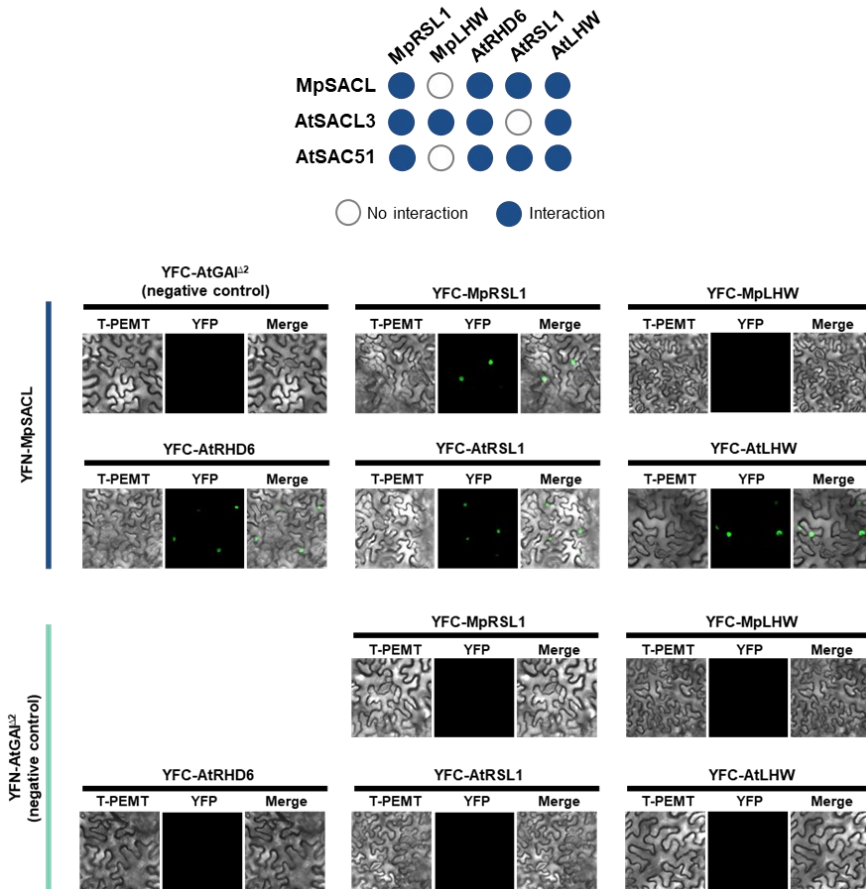 MpRSL1 MpLHW AtRHD6 AtRSL1 AtLHW
MpSACL
AtSACL3
AtSAC51
No interaction Interaction
YFN-MpSACL
YFC-AtGAIΔ2
(negative control)
T-PEMT YFP Merge
YFC-MpRSL1
T-PEMT YFP Merge
YFC-MpLHW
T-PEMT YFP Merge
YFC-AtRHD6
T-PEMT YFP Merge
YFC-AtRSL1
T-PEMT YFP Merge
YFC-AtLHW
T-PEMT YFP Merge
YFN-AtGAIΔ2
(negative control)
YFC-MpRSL1
T-PEMT YFP Merge
YFC-MpLHW
T-PEMT YFP Merge
YFC-AtRHD6
T-PEMT YFP Merge
YFC-AtRSL1
T-PEMT YFP Merge
YFC-AtLHW
T-PEMT YFP Merge